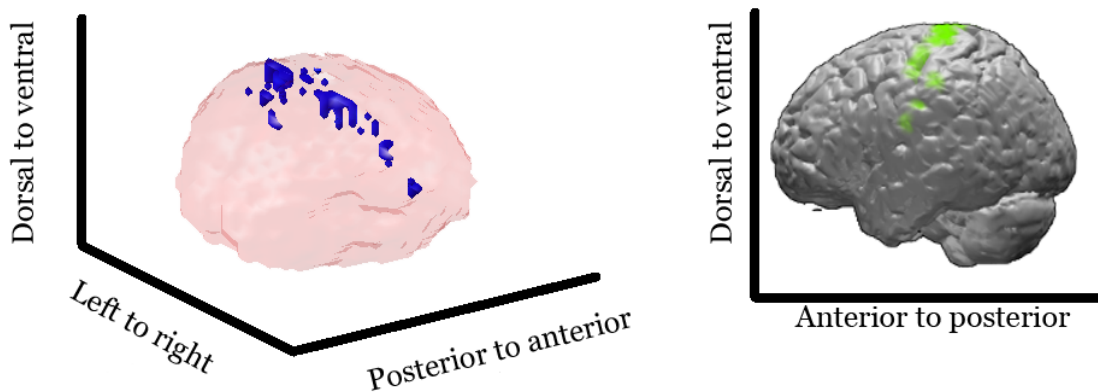 Dorsal to ventral
Left to right
Posterior to anterior
Dorsal to ventral
Anterior to posterior